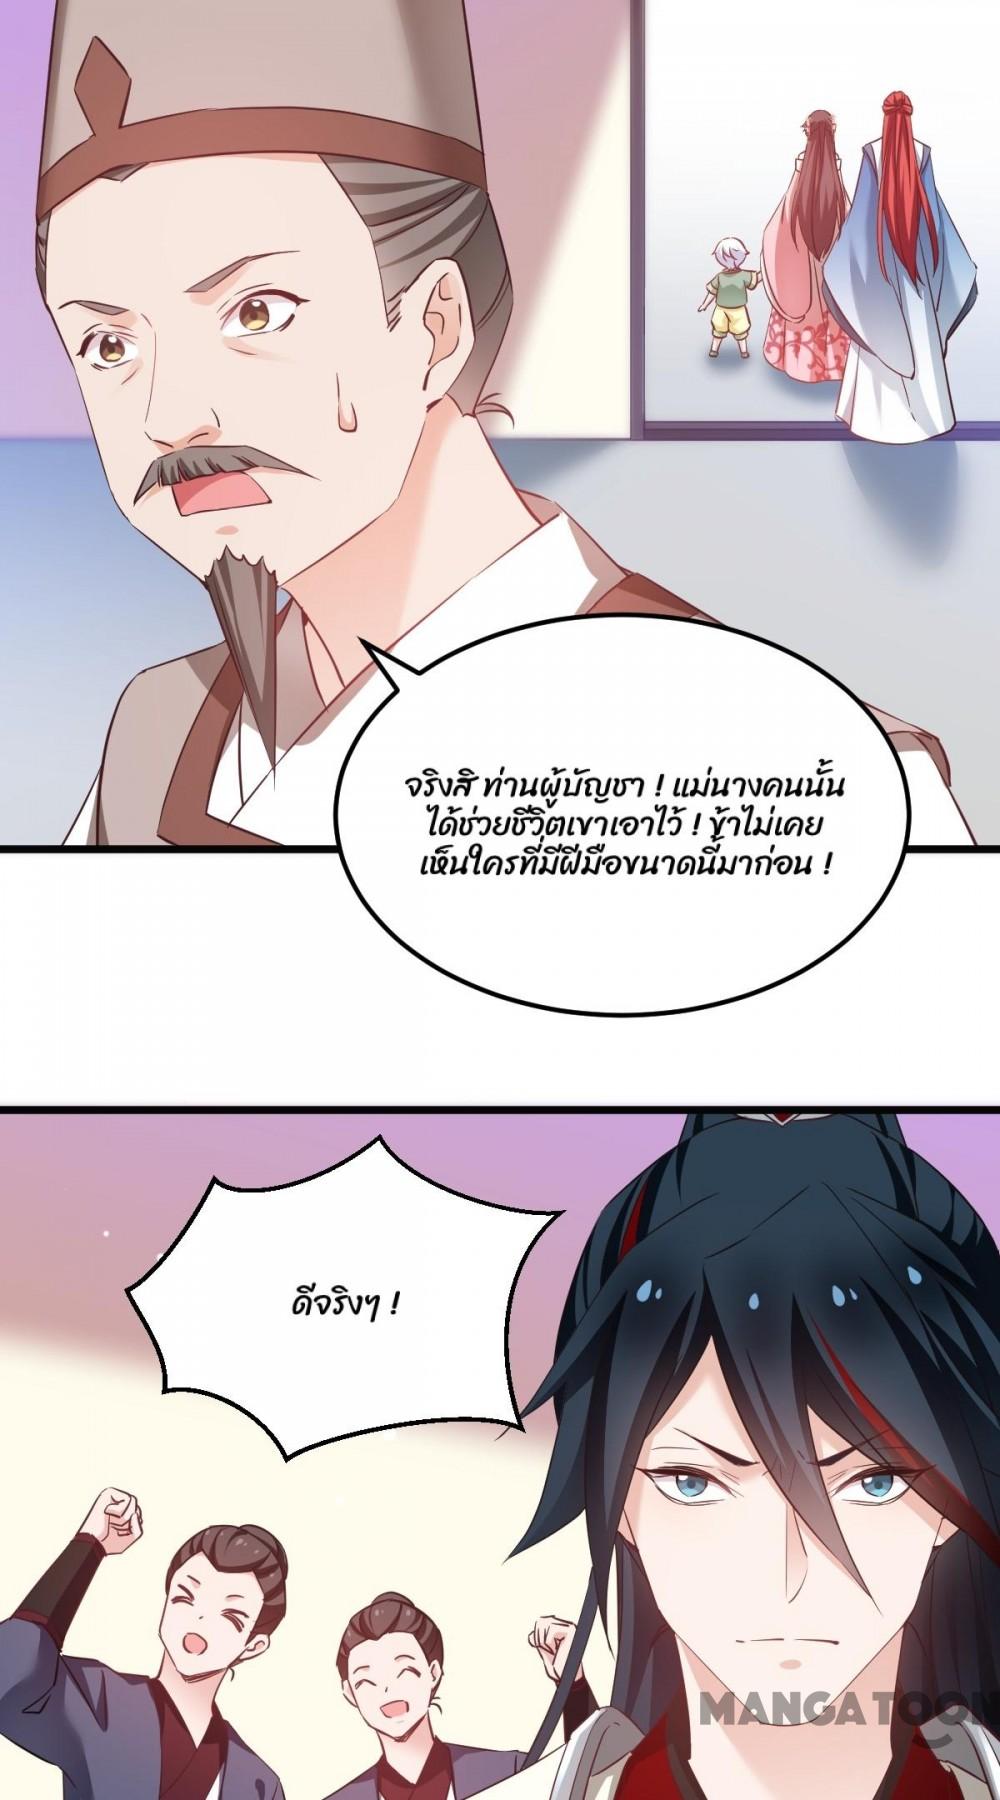 จริงสิ ท่านผู้บัญชา ! แม่นางคนนั้น
ได้ช่วยชีวิตเขาเอาไว้ ! ข้าไม่เคย
เห็นใครที่มีฝีมือขนาดนี้มาก่อน !
ดีจริงๆ !
MANGATOON